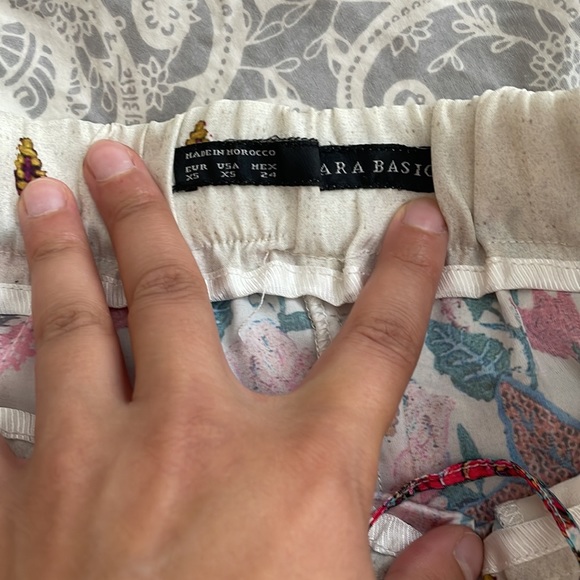 MADE IN MOROCCO
EUR USA MEX
XS XS 24
ARA BASIC